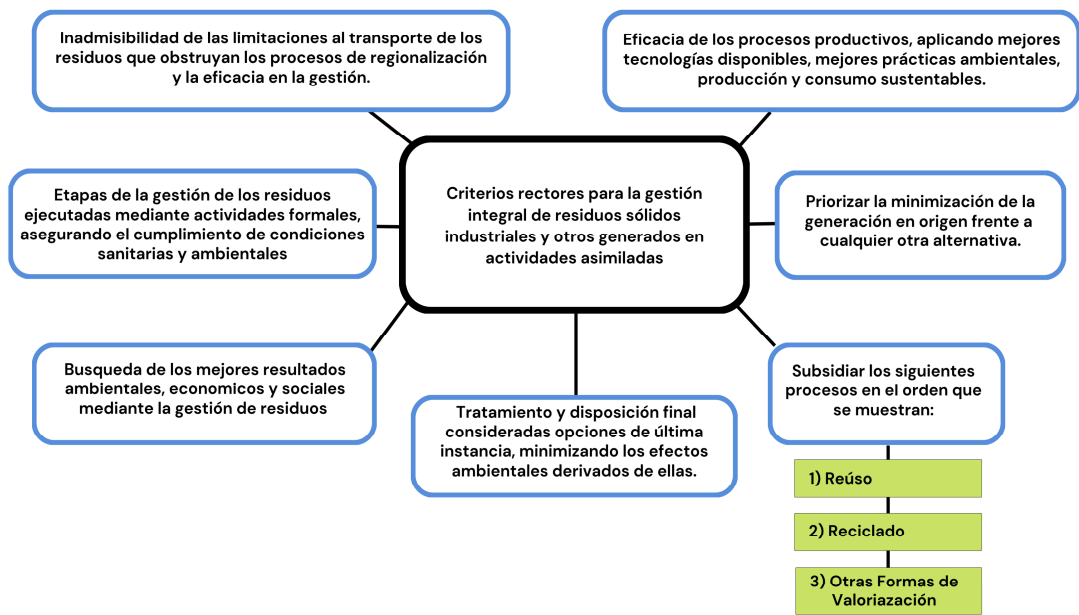 Inadmisibilidad de las limitaciones al transporte de los
residuos que obstruyan los procesos de regionalización
y la eficacia en la gestión.
Eficacia de los procesos productivos, aplicando mejores
tecnologías disponibles, mejores prácticas ambientales,
producción y consumo sustentables.
Etapas de la gestión de los residuos
ejecutadas mediante actividades formales,
asegurando el cumplimiento de condiciones
sanitarias y ambientales
Criterios rectores para la gestión
integral de residuos sólidos
industriales y otros generados en
actividades asimiladas
Priorizar la minimización de la
generación en origen frente a
cualquier otra alternativa.
Busqueda de los mejores resultados
ambientales, economicos y sociales
mediante la gestión de residuos
Tratamiento y disposición final
consideradas opciones de última
instancia, minimizando los efectos
ambientales derivados de ellas.
Subsidiar los siguientes
procesos en el orden que
se muestran:
1) Reúso
2) Reciclado
3) Otras Formas de
Valoriazación